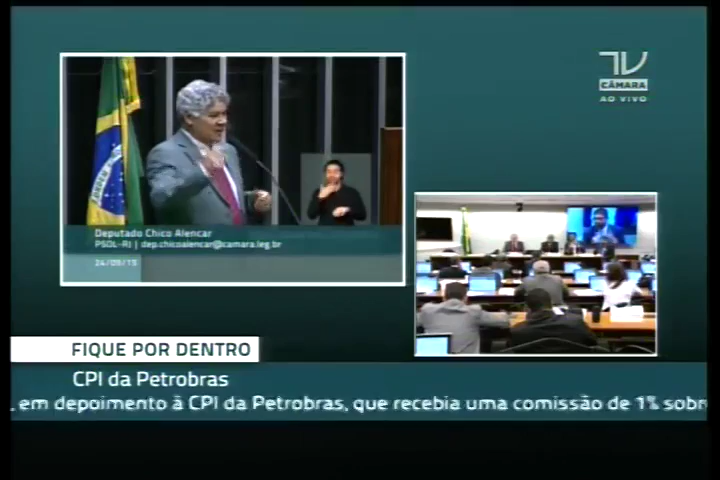 TV
CÂMARA
AO VIVO
Deputado Chico Alencar
PSOL-RJ | dep.chicoalencar@camara.leg.br
24/09/15
FIQUE POR DENTRO
CPI da Petrobras
, em depoimento à CPI da Petrobras, que recebia uma comissão de 1% sobre